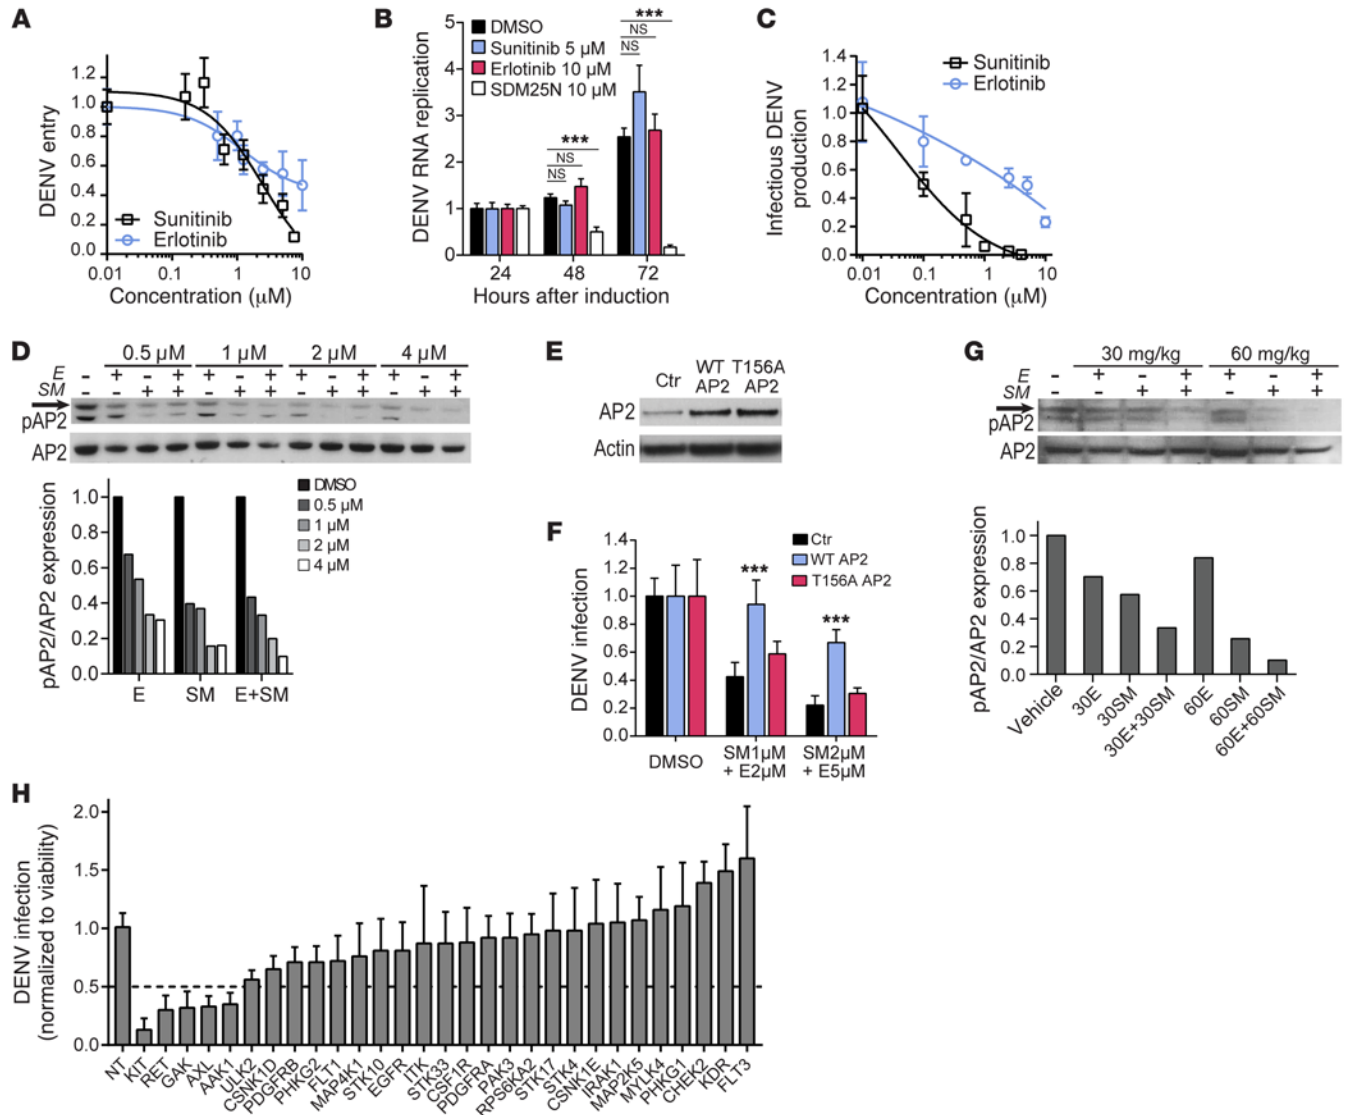 A
DENV entry
1.2
1.0
0.8
0.6
0.4
0.2
0.0
Sunitinib
Erlotinib
0.01
0.1
1
10
Concentration (µM)
B
DENV RNA replication
5
4
3
2
1
0
DMSO
Sunitinib 5 µM
Erlotinib 10 µM
SDM25N 10 µM
***
NS
NS
***
NS
NS
24
48
72
Hours after induction
C
Infectious DENV
production
1.4
1.2
1.0
0.8
0.6
0.4
0.2
0.0
Sunitinib
Erlotinib
0.01
0.1
1
10
Concentration (µM)
D
0.5 µM
1 µM
2 µM
4 µM
- + - + + - + + - + + - + E
- - + + - + + - + + - + + SM
pAP2
AP2
pAP2/AP2 expression
1.0
0.8
0.6
0.4
0.2
0.0
DMSO
0.5 µM
1 µM
2 µM
4 µM
E
SM
E+SM
E
Ctr
WT
AP2
T156A
AP2
AP2
Actin
F
DENV infection
1.4
1.2
1.0
0.8
0.6
0.4
0.2
0.0
Ctr
WT AP2
T156A AP2
***
***
DMSO
SM1µM
+ E2µM
SM2µM
+ E5µM
G
30 mg/kg
60 mg/kg
E - + - + + - +
SM - - + + - + +
pAP2
AP2
pAP2/AP2 expression
1.0
0.8
0.6
0.4
0.2
0.0
Vehicle
30E
30SM
30E+30SM
60E
60SM
60E+60SM
H
DENV infection
(normalized to viability)
2.0
1.5
1.0
0.5
0.0
NT
KIT
RET
GAK
AXL
AAK1
ULK2
CSNK1D
PDGFRB
PHKG2
FLT1
MAP4K1
STK10
EGFR
ITK
STK33
CSF1R
PDGFRA
PAK3
RPS6KA2
STK17
STK4
CSNK1E
IRAK1
MAP2K5
MYLK4
PHKG1
CHEK2
KDR
FLT3